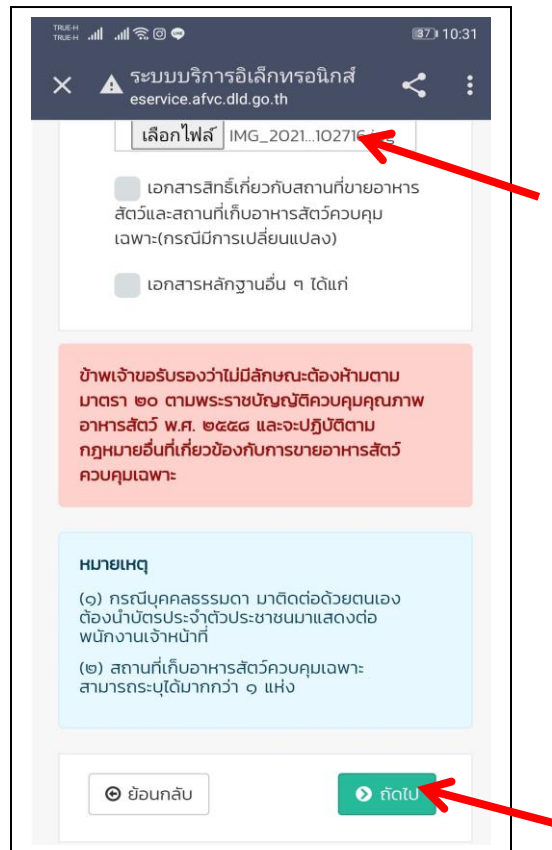 TRUE-H
TRUE-H
37 10:31
ระบบบริการอิเล็กทรอนิกส์
eservice.afvc.dld.go.th
เลือกไฟล์ IMG_2021...102716.jpg
เอกสารสิทธิ์เกี่ยวกับสถานที่ขายอาหาร
สัตว์และสถานที่เก็บอาหารสัตว์ควบคุม
เฉพาะ(กรณีมีการเปลี่ยนแปลง)
เอกสารหลักฐานอื่น ๆ ได้แก่
ข้าพเจ้าขอรับรองว่าไม่มีลักษณะต้องห้ามตาม
มาตรา ๒๐ ตามพระราชบัญญัติควบคุมคุณภาพ
อาหารสัตว์ พ.ศ. ๒๕๕๘ และจะปฏิบัติตาม
กฎหมายอื่นที่เกี่ยวข้องกับการขายอาหารสัตว์
ควบคุมเฉพาะ
หมายเหตุ
(๑) กรณีบุคคลธรรมดา มาติดต่อด้วยตนเอง
ต้องนำบัตรประจำตัวประชาชนมาแสดงต่อ
พนักงานเจ้าหน้าที่
(๒) สถานที่เก็บอาหารสัตว์ควบคุมเฉพาะ
สามารถระบุได้มากกว่า ๑ แห่ง
ย้อนกลับ
ถัดไป